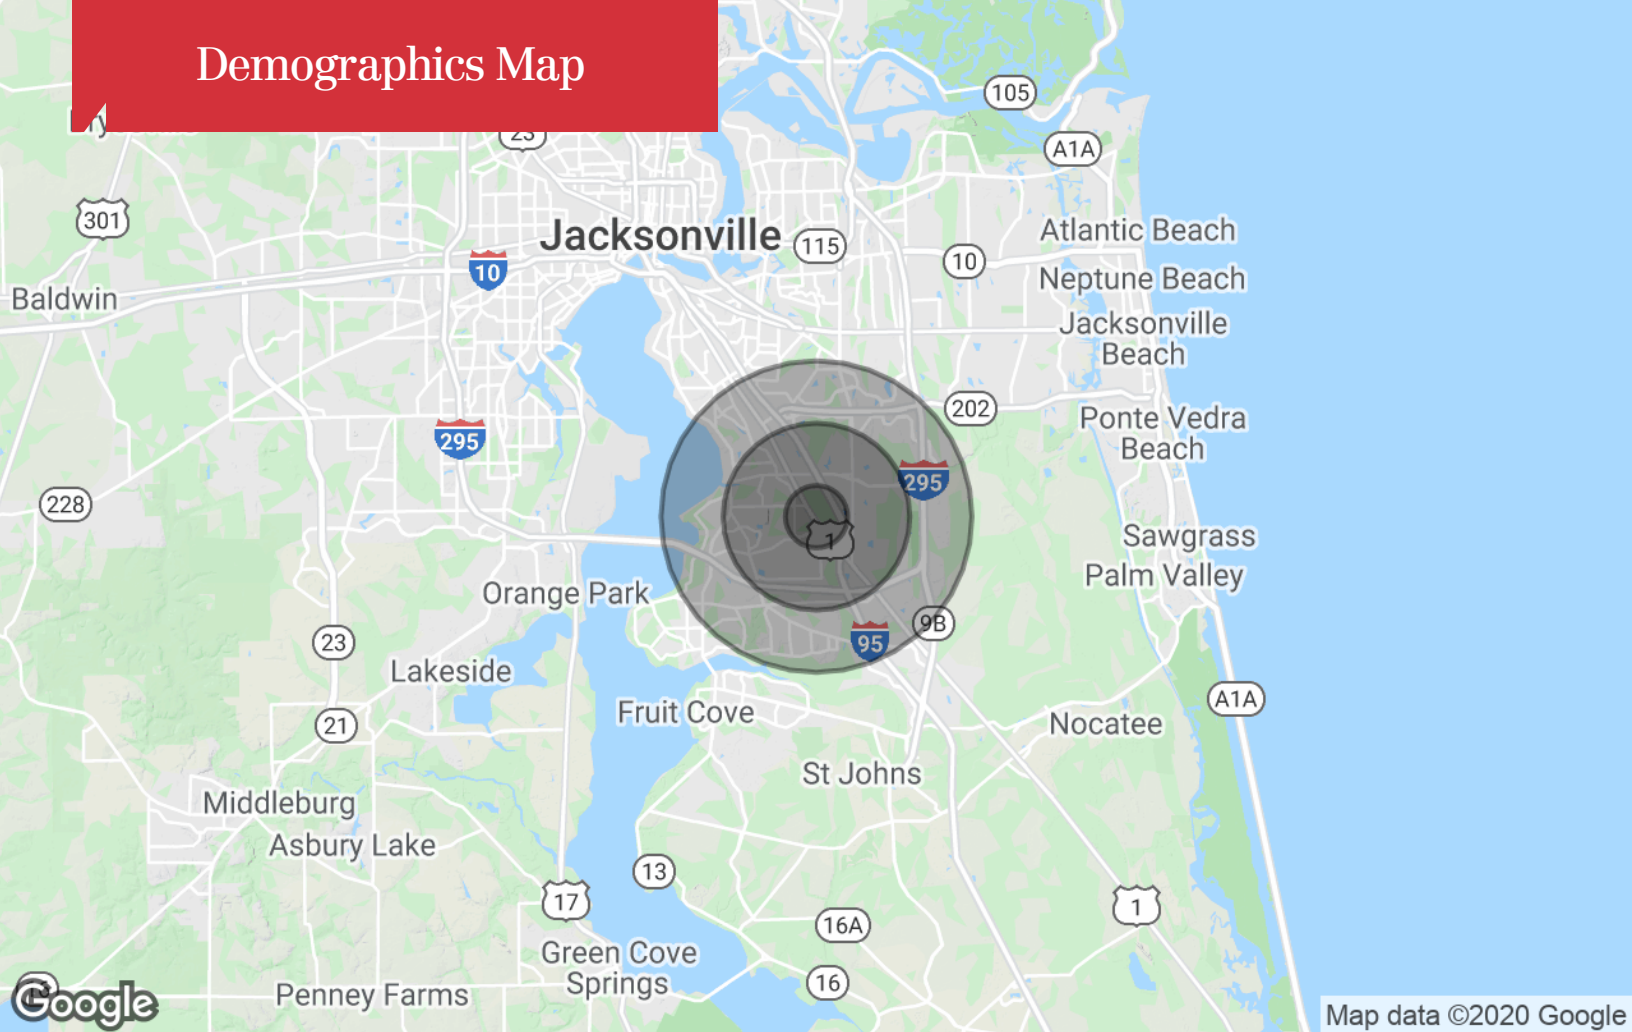 Demographics Map
105
23
A1A
301
Jacksonville
115
Atlantic Beach
10
10
Neptune Beach
Baldwin
Jacksonville
Beach
202
Ponte Vedra
Beach
295
295
228
1
Sawgrass
Palm Valley
Orange Park
9B
23
95
Lakeside
A1A
Fruit Cove
21
Nocatee
St Johns
Middleburg
Asbury Lake
13
17
1
16A
Green Cove
Springs
16
Penney Farms
Google
Map data ©2020 Google